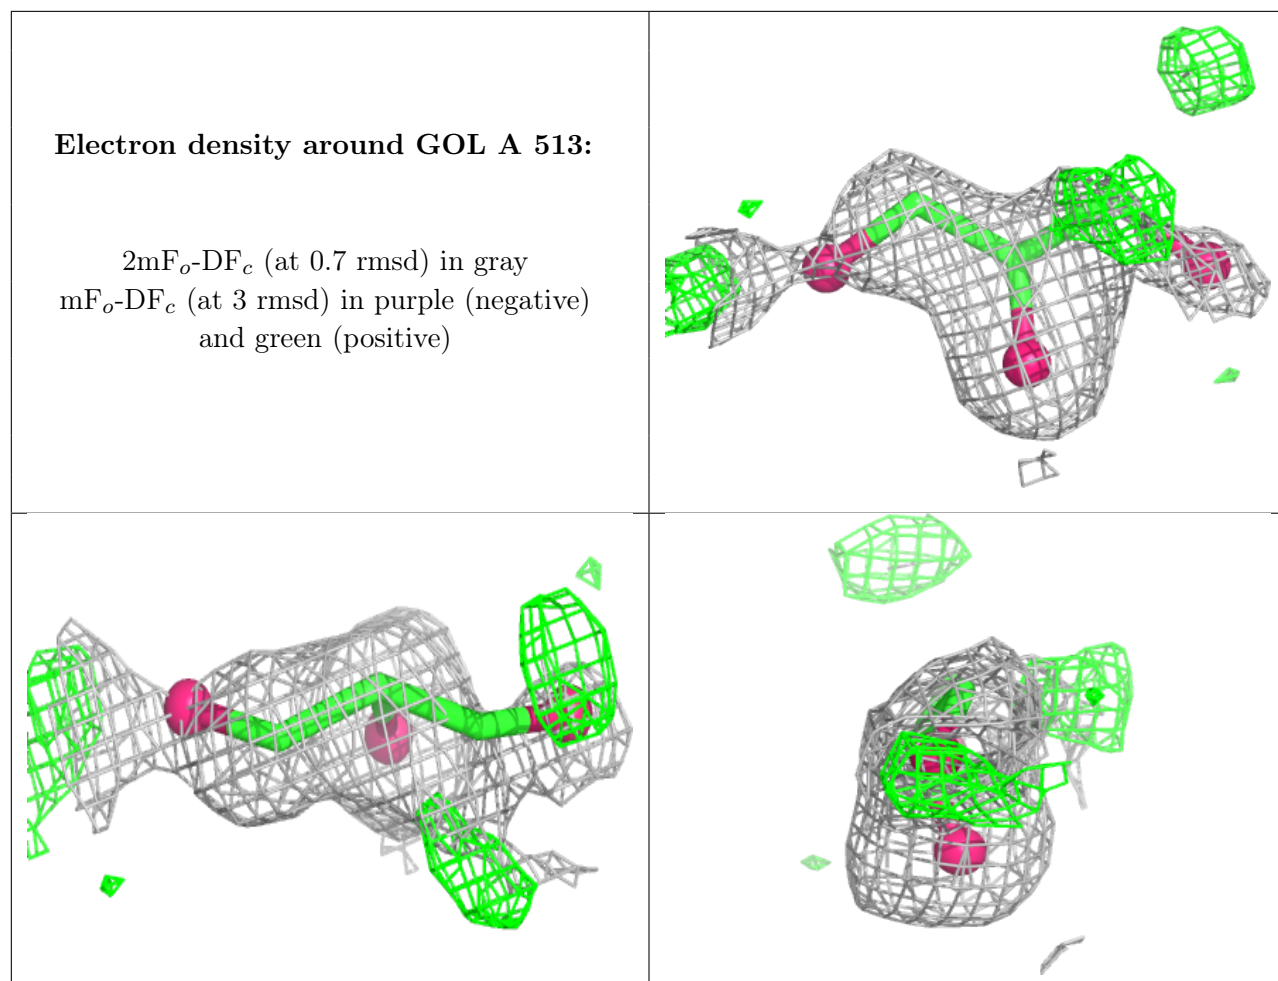 Electron density around GOL A 513:
2mFo-DFc (at 0.7 rmsd) in gray
mFo-DFc (at 3 rmsd) in purple (negative)
and green (positive)